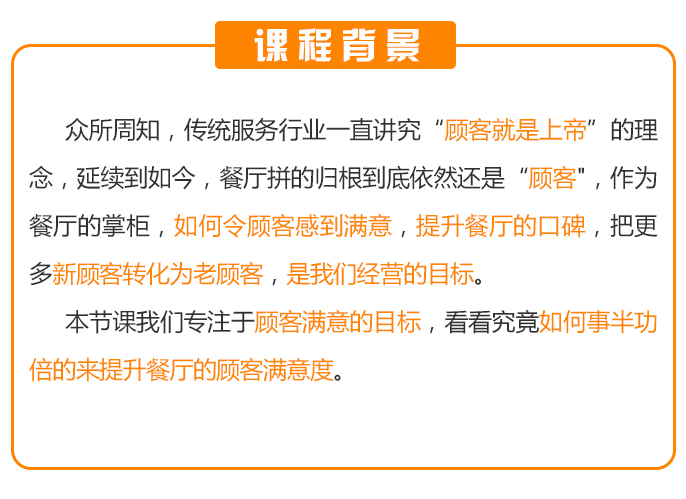 课程背景
众所周知，传统服务行业一直讲究“顾客就是上帝”的理
念，延续到如今，餐厅拼的归根到底依然还是“顾客"，作为
餐厅的掌柜，如何令顾客感到满意，提升餐厅的口碑，把更
多新顾客转化为老顾客，是我们经营的目标。
本节课我们专注于顾客满意的目标，看看究竟如何事半功
倍的来提升餐厅的顾客满意度。